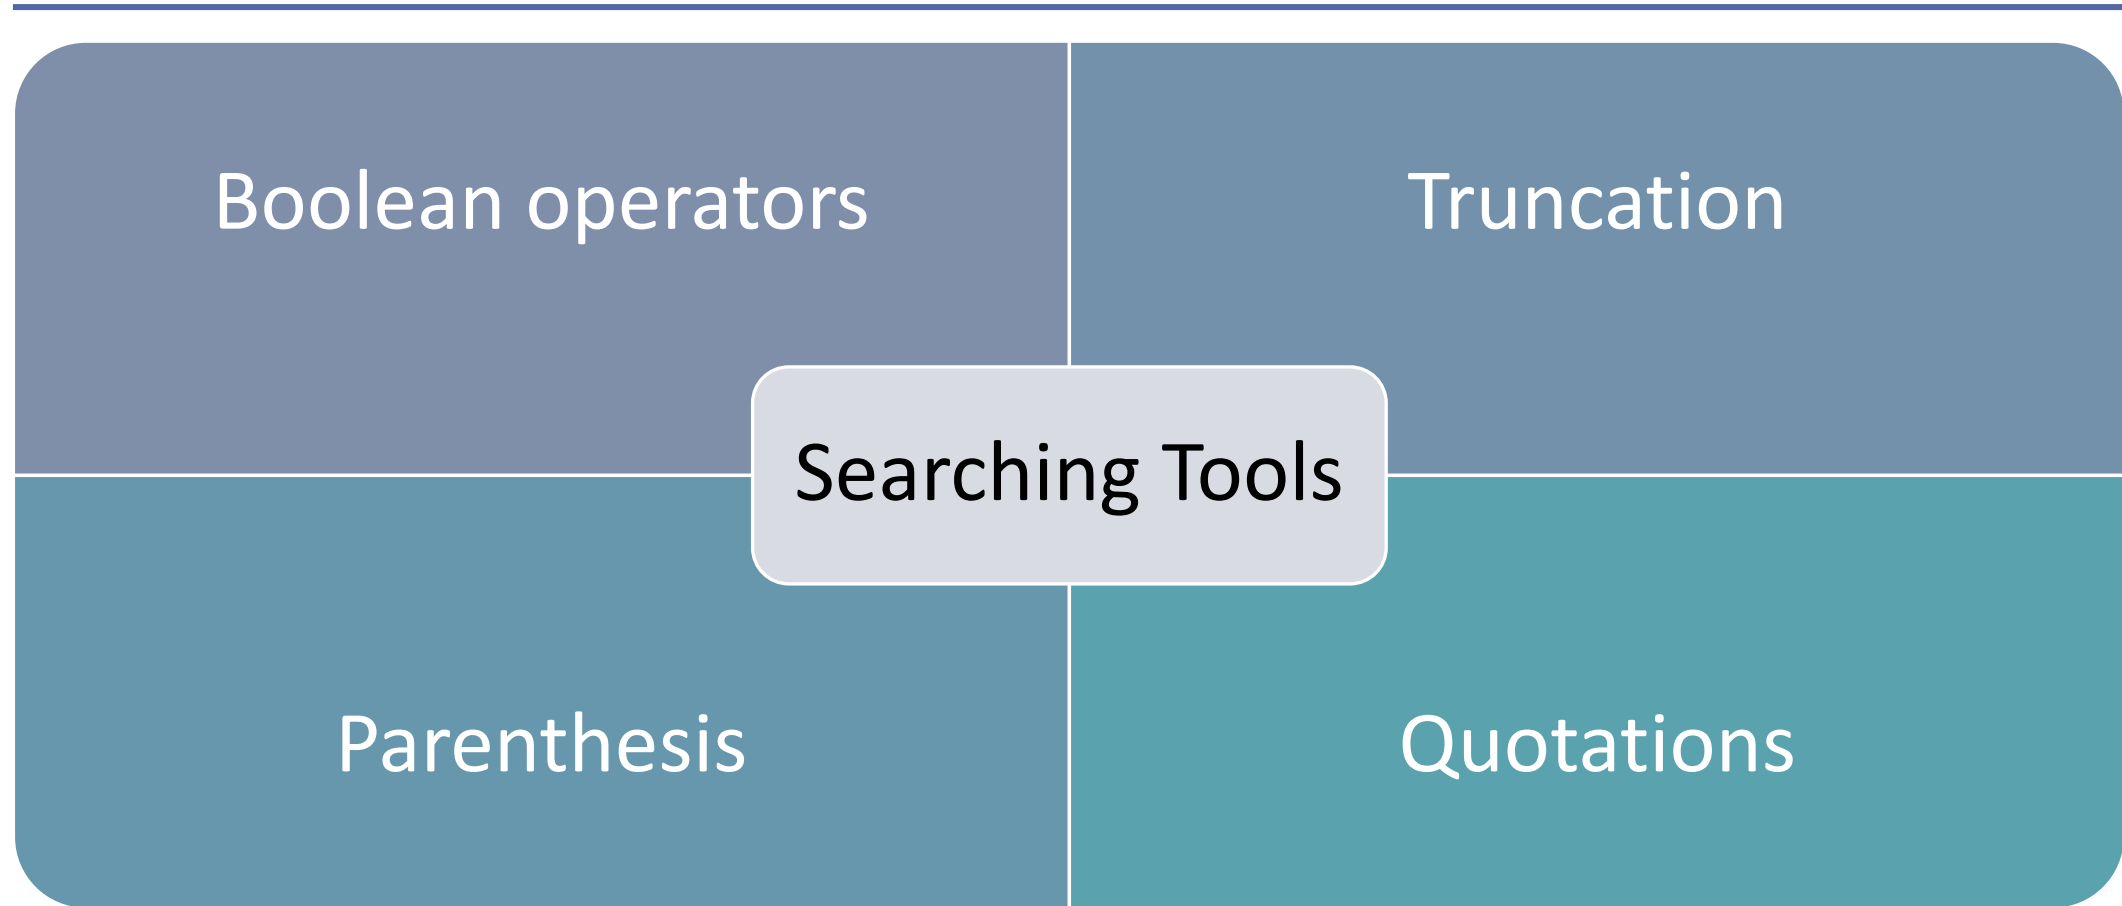 Boolean operators
Truncation
Searching Tools
Parenthesis
Quotations